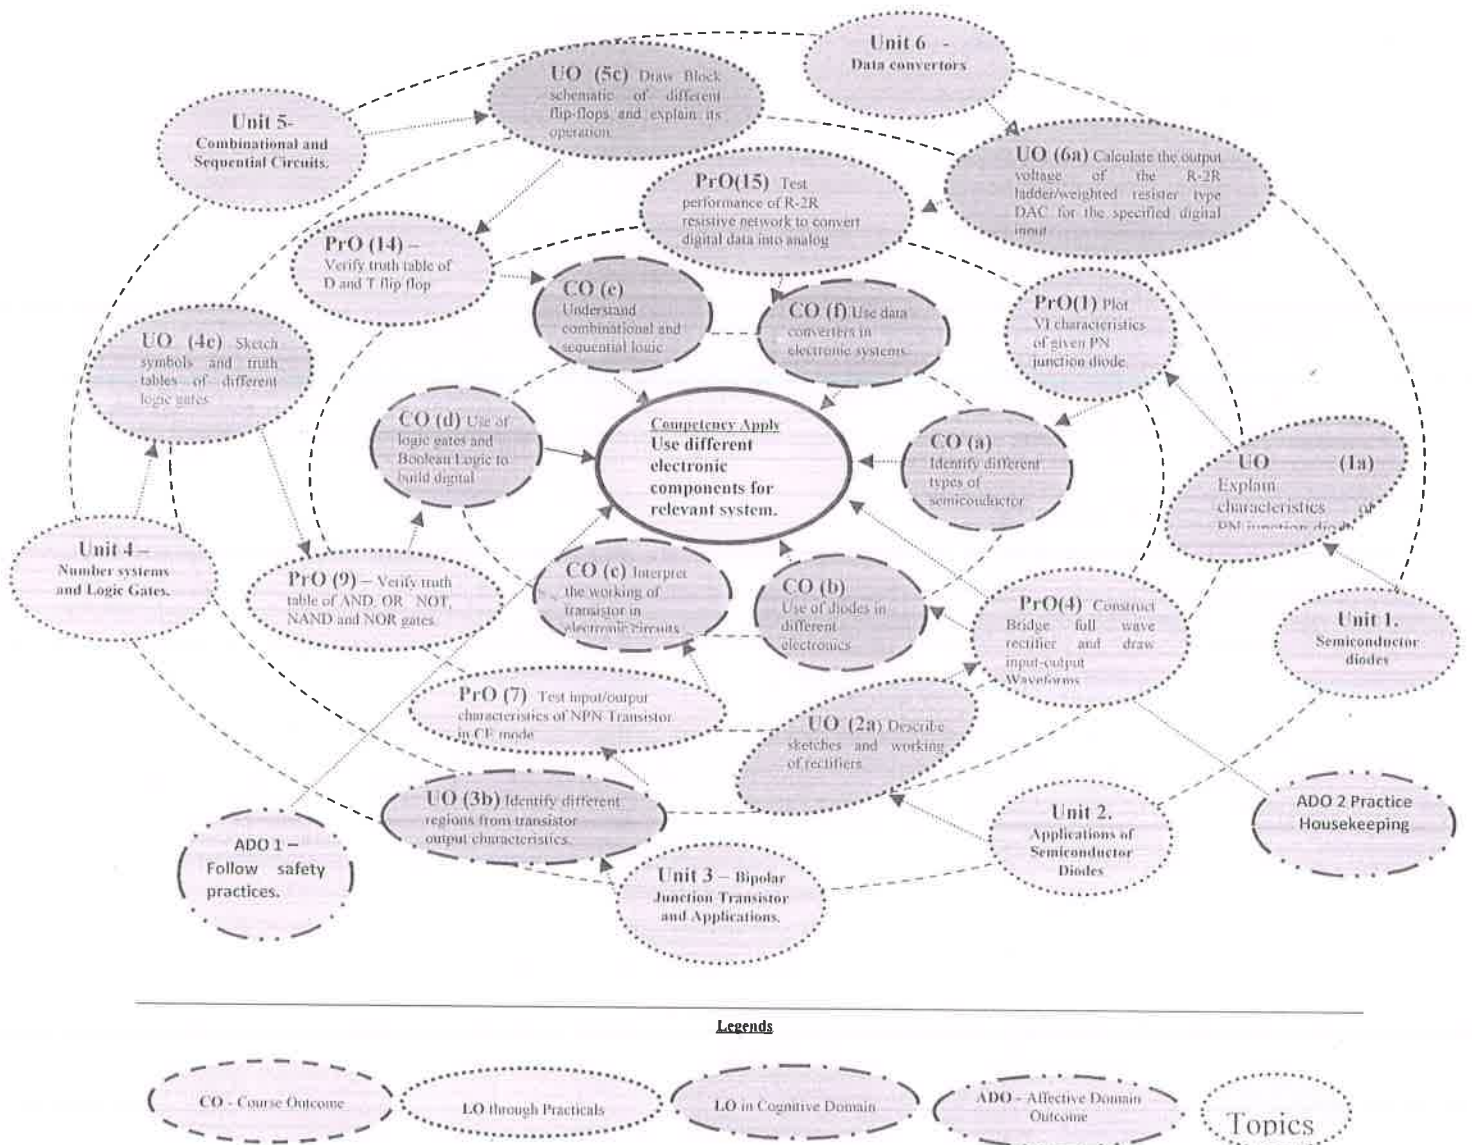 Unit 6 -
Data convertors
UO (5c) Draw Block
schematic of different
flip-flops and explain its
operation.
Unit 5-
Combinational and
Sequential Circuits.
UO (6a) Calculate the output
voltage of the R-2R
ladder/weighted resister type
DAC for the specified digital
input
PrO(15) Test
performance of R-2R
resistive network to convert
digital data into analog
PrO (14) –
Verify truth table of
D and T flip flop
CO (e)
Understand
combinational and
sequential logic
CO (f) Use data
converters in
electronic systems.
PrO(1) Plot
VI characteristics
of given PN
junction diode.
UO (4c) Sketch
symbols and truth
tables of different
logic gates
CO (d) Use of
logic gates and
Boolean Logic to
build digital
Competency Apply
Use different
electronic
components for
relevant system.
CO (a)
Identify different
types of
semiconductor
UO (1a)
Explain
characteristics of
PN junction diode
Unit 4 –
Number systems
and Logic Gates.
PrO (9) – Verify truth
table of AND, OR NOT,
NAND and NOR gates.
CO (c) Interpret
the working of
transistor in
electronic circuits
CO (b)
Use of diodes in
different
electronics
PrO(4) Construct
Bridge full wave
rectifier and draw
input-output
Waveforms
Unit 1.
Semiconductor
diodes
PrO (7) Test input/output
characteristics of NPN Transistor
in CE mode
UO (2a) Describe
sketches and working
of rectifiers
UO (3b) Identify different
regions from transistor
output characteristics.
Unit 2.
Applications of
Semiconductor
Diodes
ADO 2 Practice
Housekeeping
ADO 1 –
Follow safety
practices.
Unit 3 – Bipolar
Junction Transistor
and Applications.
Legends
CO - Course Outcome
LO through Practicals
LO in Cognitive Domain
ADO - Affective Domain
Outcome
Topics